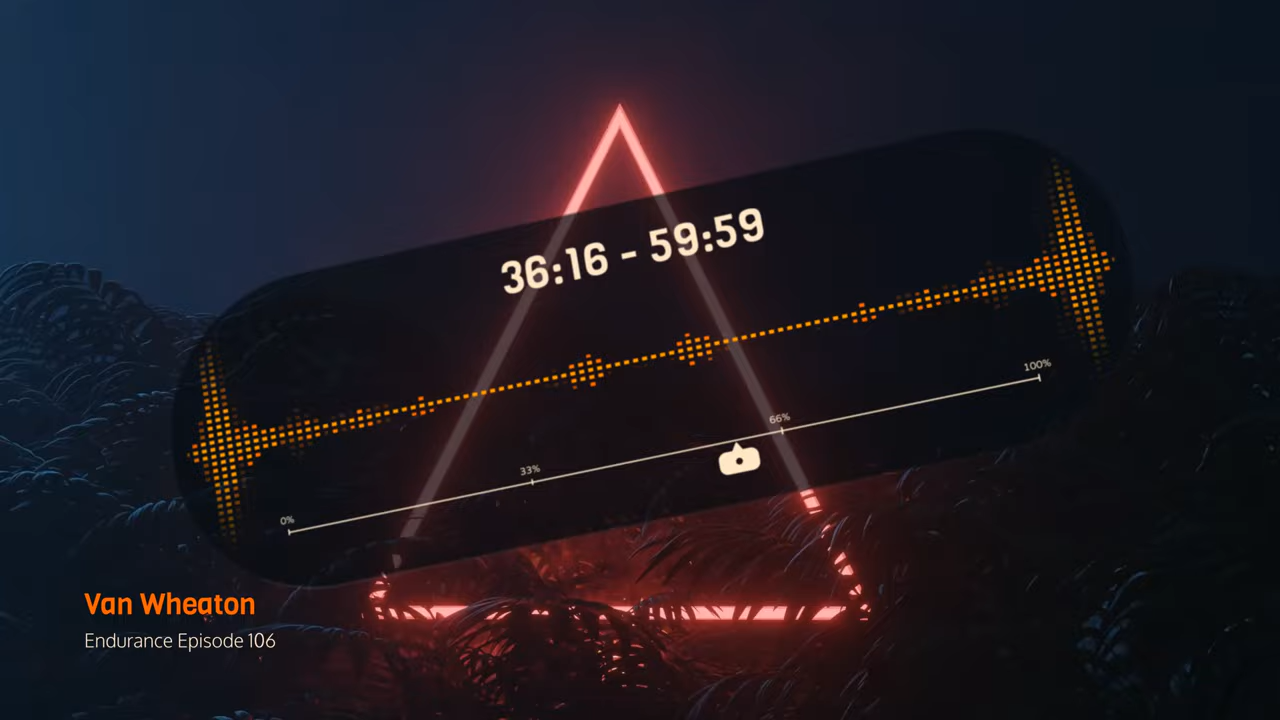 36:16 - 59:59
0%
33%
66%
100%
Van Wheaton
Endurance Episode 106